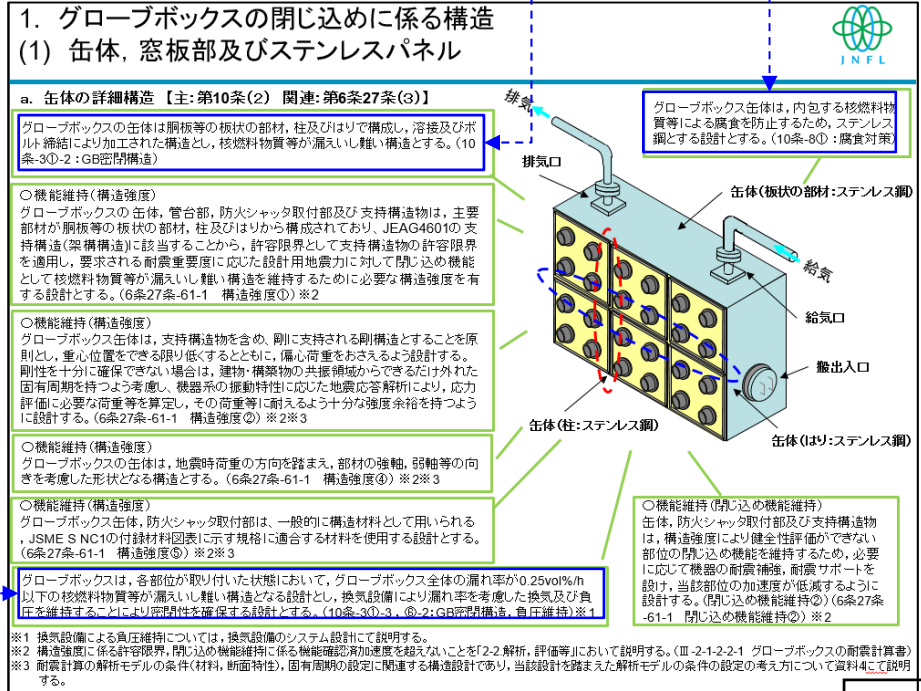 1. グローブボックスの閉じ込めに係る構造
(1) 缶体，窓板部及びステンレスパネル
JNFL
a. 缶体の詳細構造 【主：第10条(2) 関連：第6条27条(3)】
グローブボックスの缶体は胴板等の板状の部材，柱及びはりで構成し，溶接及びボ
ルト締結により加工された構造とし，核燃料物質等が漏えいし難い構造とする。(10
条-3①-2：GB密閉構造)
○機能維持(構造強度)
グローブボックスの缶体，管台部，防火シャッタ取付部及び支持構造物は，主要
部材が胴板等の板状の部材，柱及びはりから構成されており、JEAG4601の支
持構造(架構構造)に該当することから，許容限界として支持構造物の許容限界
を適用し，要求される耐震重要度に応じた設計用地震力に対して閉じ込め機能
として核燃料物質等が漏えいし難い構造を維持するために必要な構造強度を有
する設計とする。(6条27条-61-1 構造強度①)※2
○機能維持(構造強度)
グローブボックス缶体は，支持構造物を含め，剛に支持される剛構造とすることを原
則とし，重心位置をできる限り低くするとともに，偏心荷重をおさえるよう設計する。
剛性を十分に確保できない場合は，建物・構築物の共振領域からできるだけ外れた
固有周期を持つよう考慮し，機器系の振動特性に応じた地震応答解析により，応力
評価に必要な荷重等を算定し，その荷重等に耐えるよう十分な強度余裕を持つよう
に設計する。(6条27条-61-1 構造強度②)※2※3
○機能維持(構造強度)
グローブボックスの缶体は，地震時荷重の方向を踏まえ，部材の強軸，弱軸等の向
きを考慮した形状となる構造とする。(6条27条-61-1 構造強度④)※2※3
○機能維持(構造強度)
グローブボックス缶体，防火シャッタ取付部は、一般的に構造材料として用いられる
，JSME S NC1の付録材料図表に示す規格に適合する材料を使用する設計とする。
(6条27条-61-1 構造強度⑤)※2※3
グローブボックスは，各部位が取り付いた状態において，グローブボックス全体の漏れ率が0.25vol%/h
以下の核燃料物質等が漏えいし難い構造となる設計とし，換気設備により漏れ率を考慮した換気及び負
圧を維持することにより密閉性を確保する設計とする。(10条-3①-3，⑥-2：GB密閉構造，負圧維持)※1
グローブボックス缶体は，内包する核燃料物
質等による腐食を防止するため，ステンレス
鋼とする設計とする。(10条-8①：腐食対策)
排気
排気口
缶体(板状の部材：ステンレス鋼)
給気
給気口
搬出入口
缶体(柱：ステンレス鋼)
缶体(はり：ステンレス鋼)
○機能維持(閉じ込め機能維持)
缶体，防火シャッタ取付部及び支持構造物
は，構造強度により健全性評価ができない
部位の閉じ込め機能を維持するため，必要
に応じて機器の耐震補強，耐震サポートを
設け，当該部位の加速度が低減するように
設計する。(閉じ込め機能維持②)(6条27条
-61-1 閉じ込め機能維持②)※2
※1 換気設備による負圧維持については，換気設備のシステム設計にて説明する。
※2 構造強度に係る許容限界，閉じ込め機能維持に係る機能確認済加速度を超えないことを「2-2.解析，評価等」において説明する。(Ⅲ-2-1-2-2-1 グローブボックスの耐震計算書)
※3 耐震計算の解析モデルの条件(材料，断面特性)，固有周期の設定に関連する構造設計であり，当該設計を踏まえた解析モデルの条件の設定の考え方について資料4にて説明
する。